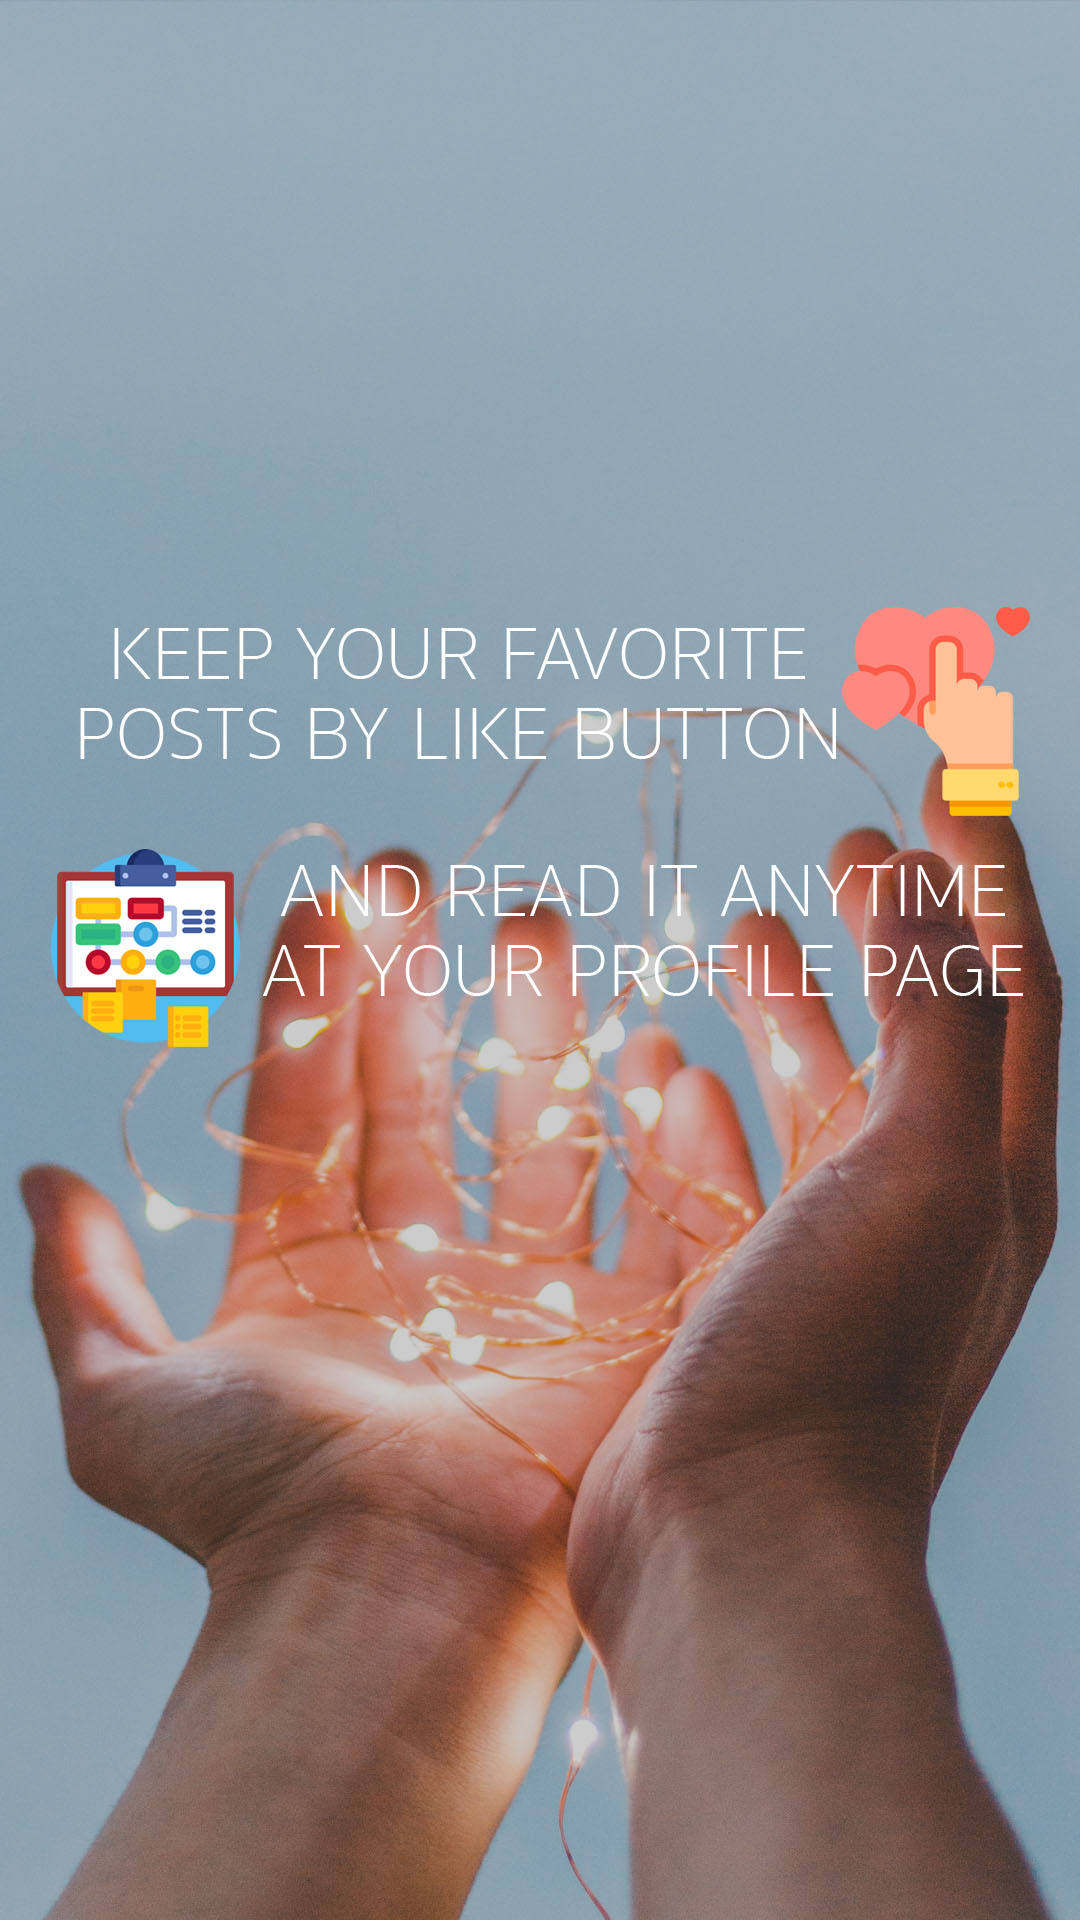 KEEP YOUR FAVORITE
POSTS BY LIKE BUTTON
AND READ IT ANYTIME
AT YOUR PROFILE PAGE